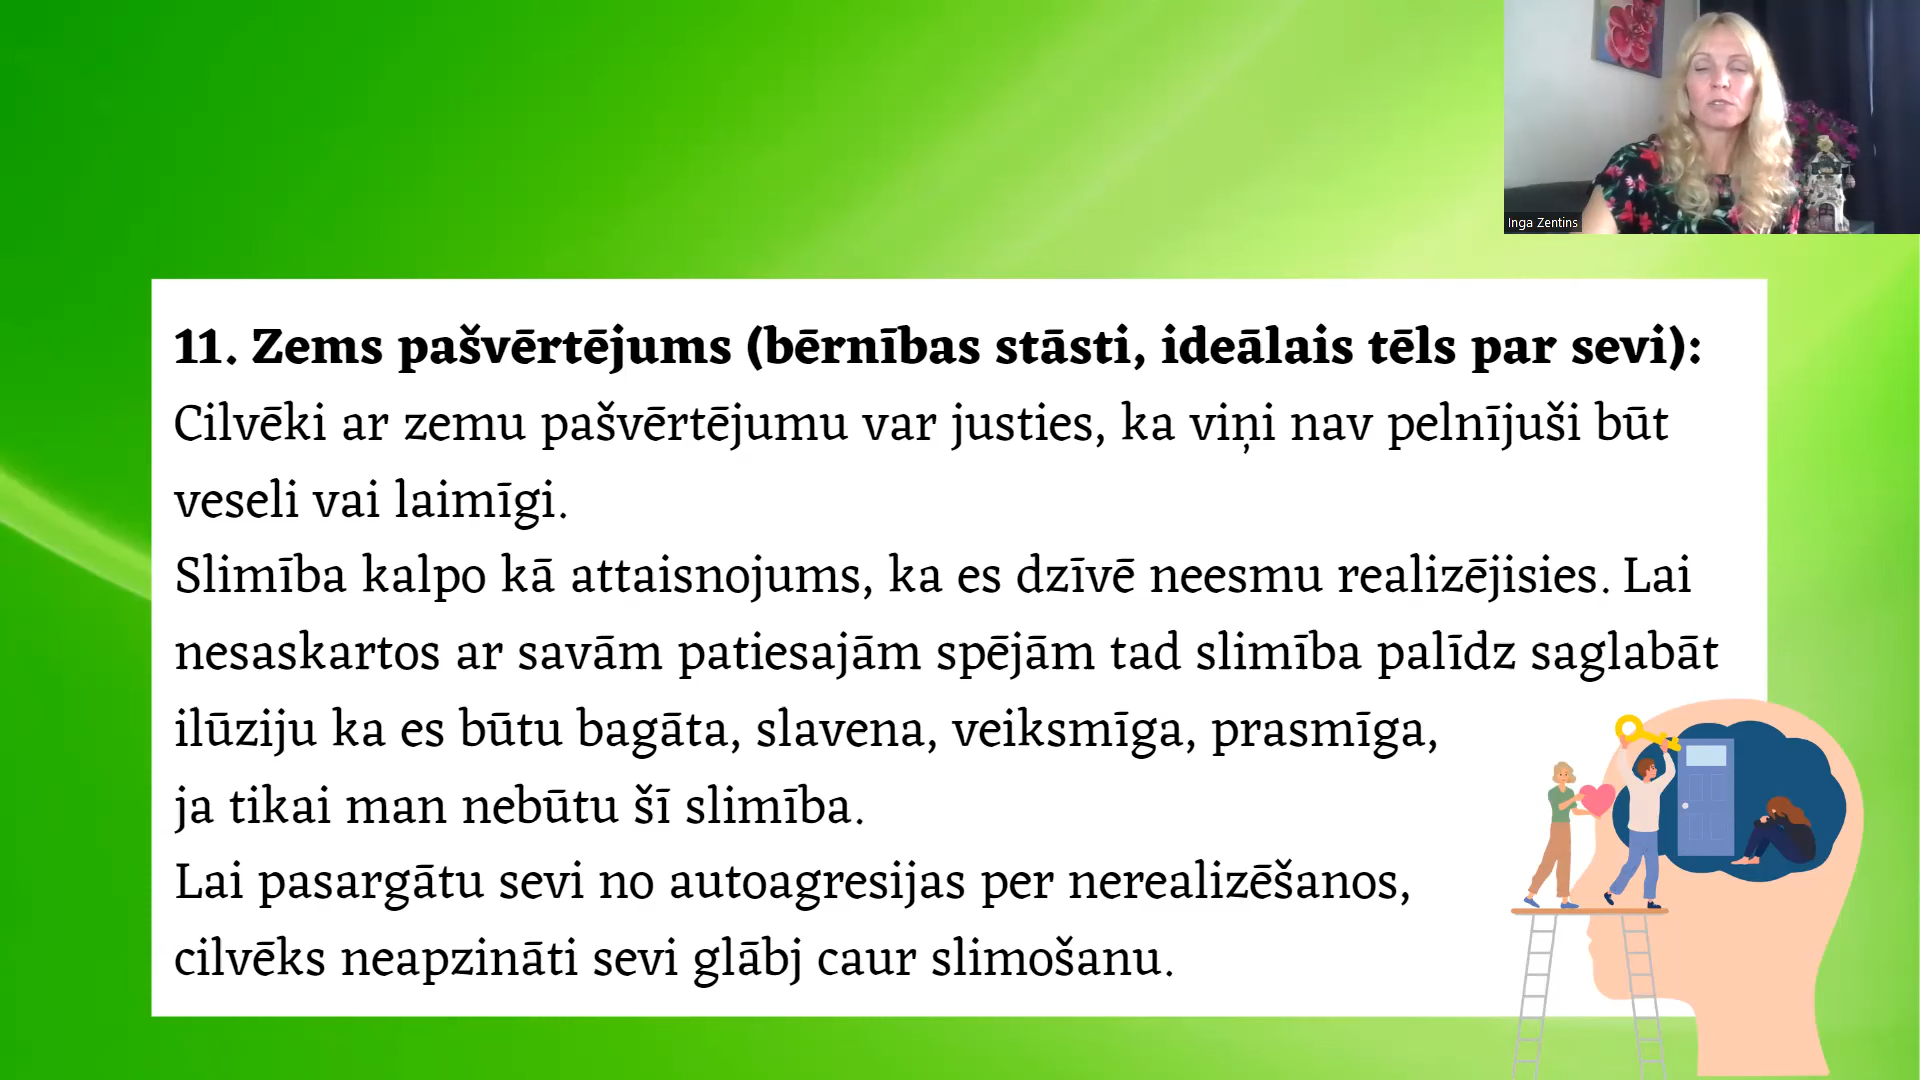 Inga Zentins
11. Zems pašvērtējums (bērnības stāsti, ideālais tēls par sevi):
Cilvēki ar zemu pašvērtējumu var justies, ka viņi nav pelnījuši būt
veseli vai laimīgi.
Slimība kalpo kā attaisnojums, ka es dzīvē neesmu realizējisies. Lai
nesaskartos ar savām patiesajām spējām tad slimība palīdz saglabāt
ilūziju ka es būtu bagāta, slavena, veiksmīga, prasmīga,
ja tikai man nebūtu šī slimība.
Lai pasargātu sevi no autoagresijas per nerealizēšanos,
cilvēks neapzināti sevi glābj caur slimošanu.